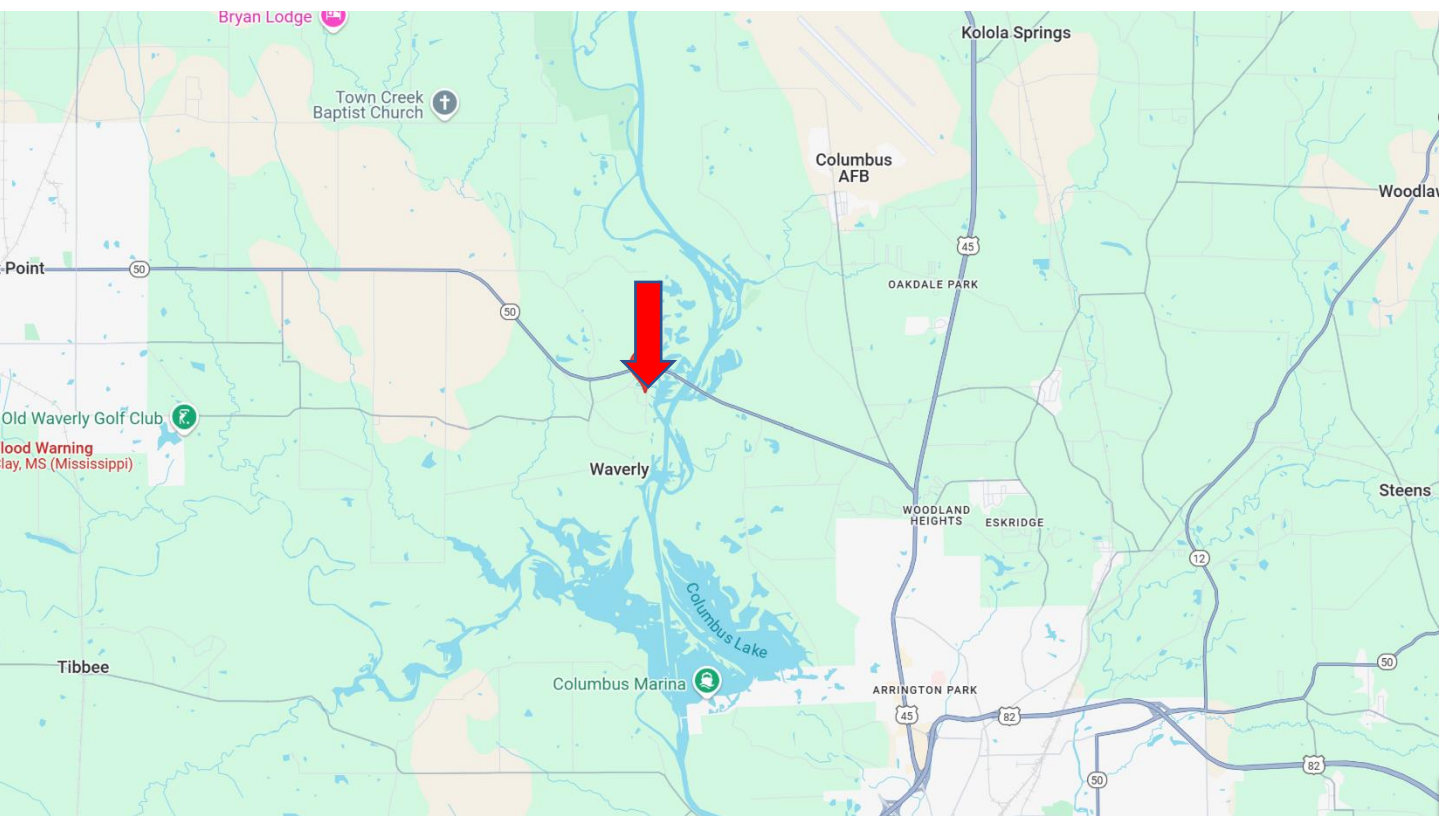 Bryan Lodge
Kolola Springs
Town Creek
Baptist Church
Columbus
AFB
Woodlaw
45
Point
50
OAKDALE PARK
50
Old Waverly Golf Club
lood Warning
lay, MS (Mississippi)
Waverly
Steens
WOODLAND
HEIGHTS
ESKRIDGE
12
Columbus Lake
Tibbee
50
Columbus Marina
ARRINGTON PARK
45
82
82
50